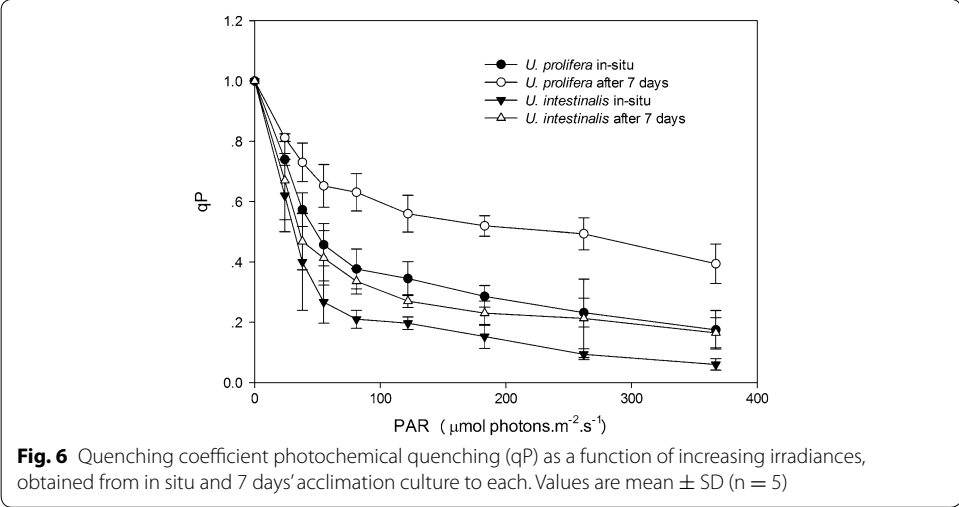 1.2
1.0
.8
.6
.4
.2
0.0
qP
U. prolifera in-situ
U. prolifera after 7 days
U. intestinalis in-situ
U. intestinalis after 7 days
0 100 200 300 400
PAR ( μmol photons.m⁻².s⁻¹)
Fig. 6 Quenching coefficient photochemical quenching (qP) as a function of increasing irradiances,
obtained from in situ and 7 days’ acclimation culture to each. Values are mean ± SD (n = 5)